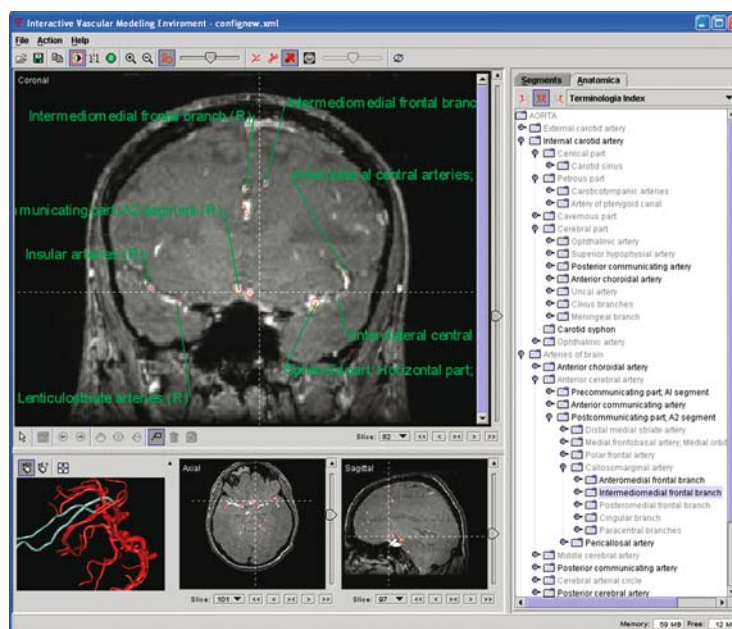 Interactive Vascular Modeling Enviroment - confignew.xml
File Action Help
1:1
Coronal
Intermediomedial frontal branch (R)
Intermediomedial frontal branc
central arteries;
mmunicating part; A2 segment (R)
Insular arteries (R)
central
part; Horizontal part;
Lenticulostriate arteries (R)
Slice: 92
Axial
Sagittal
Slice: 101
Slice: 97
Segments Anatomica
Terminologia Index
AORTA
External carotid artery
Internal carotid artery
Cervical part
Carotid sinus
Petrous part
Caroticotympanic arteries
Artery of pterygoid canal
Cavernous part
Cerebral part
Ophthalmic artery
Superior hypophysial artery
Posterior communicating artery
Anterior choroidal artery
Uncal artery
Clivus branches
Meningeal branch
Carotid syphon
Ophthalmic artery
Arteries of brain
Anterior choroidal artery
Anterior cerebral artery
Precommunicating part; A1 segment
Anterior communicating artery
Postcommunicating part; A2 segment
Distal medial striate artery
Medial frontobasal artery; Medial orbit
Polar frontal artery
Callosomarginal artery
Anteromedial frontal branch
Intermediomedial frontal branch
Posteromedial frontal branch
Cingular branch
Paracentral branches
Pericallosal artery
Middle cerebral artery
Posterior communicating artery
Cerebral arterial circle
Posterior cerebral artery
Memory: 59 MB Free: 12 M